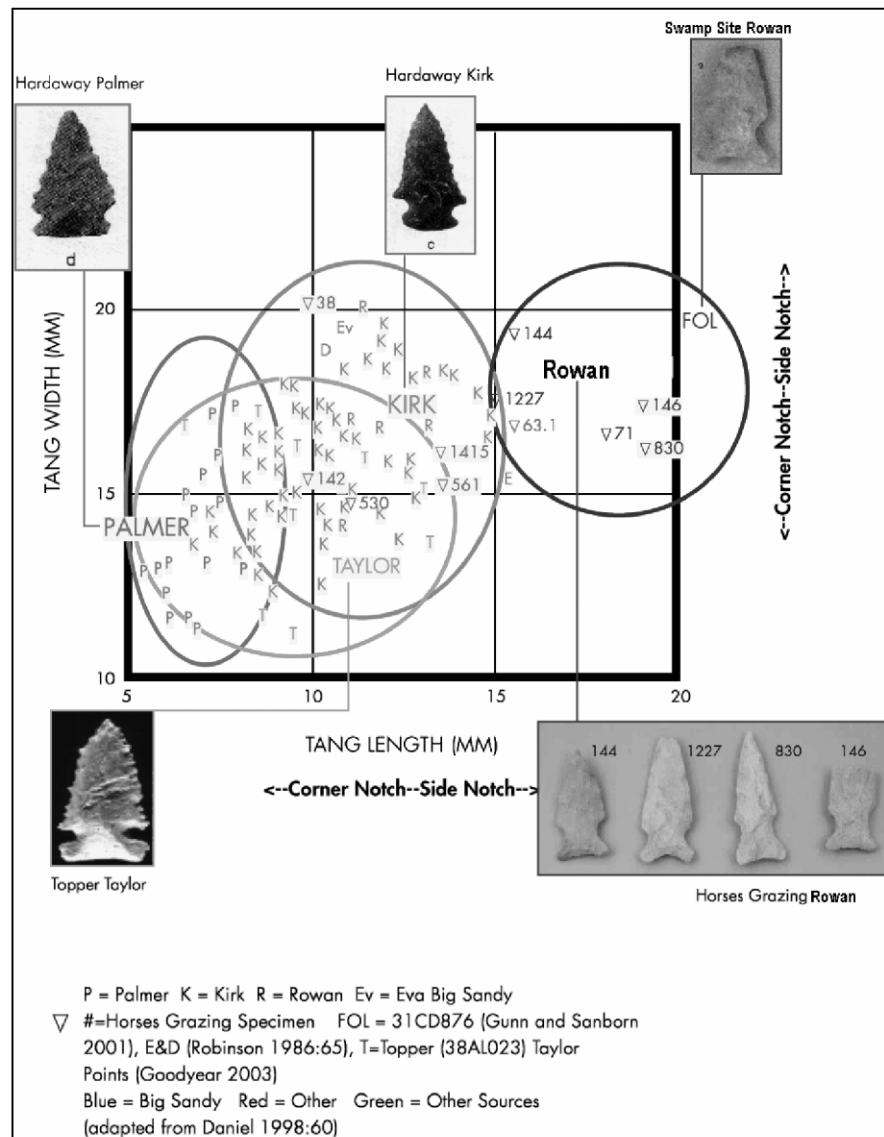 Swamp Site Rowan
Hardaway Palmer
Hardaway Kirk
d
c
20
▽38 R
FOL
▽144
Ev K
D K K K
K K K R K K
K
KIRK
Rowan
1227
▽146
▽63.1
▽71
▽830
▽1415
▽142
▽561
▽530
E
15
PALMER
TAYLOR
10
5
10
15
20
TANG WIDTH (MM)
<--Corner Notch--Side Notch-->
TANG LENGTH (MM)
<--Corner Notch--Side Notch-->
Topper Taylor
144
1227
830
146
Horses Grazing Rowan
P = Palmer K = Kirk R = Rowan Ev = Eva Big Sandy
▽ #=Horses Grazing Specimen FOL = 31CD876 (Gunn and Sanborn
2001), E&D (Robinson 1986:65), T=Topper (38AL023) Taylor
Points (Goodyear 2003)
Blue = Big Sandy Red = Other Green = Other Sources
(adapted from Daniel 1998:60)